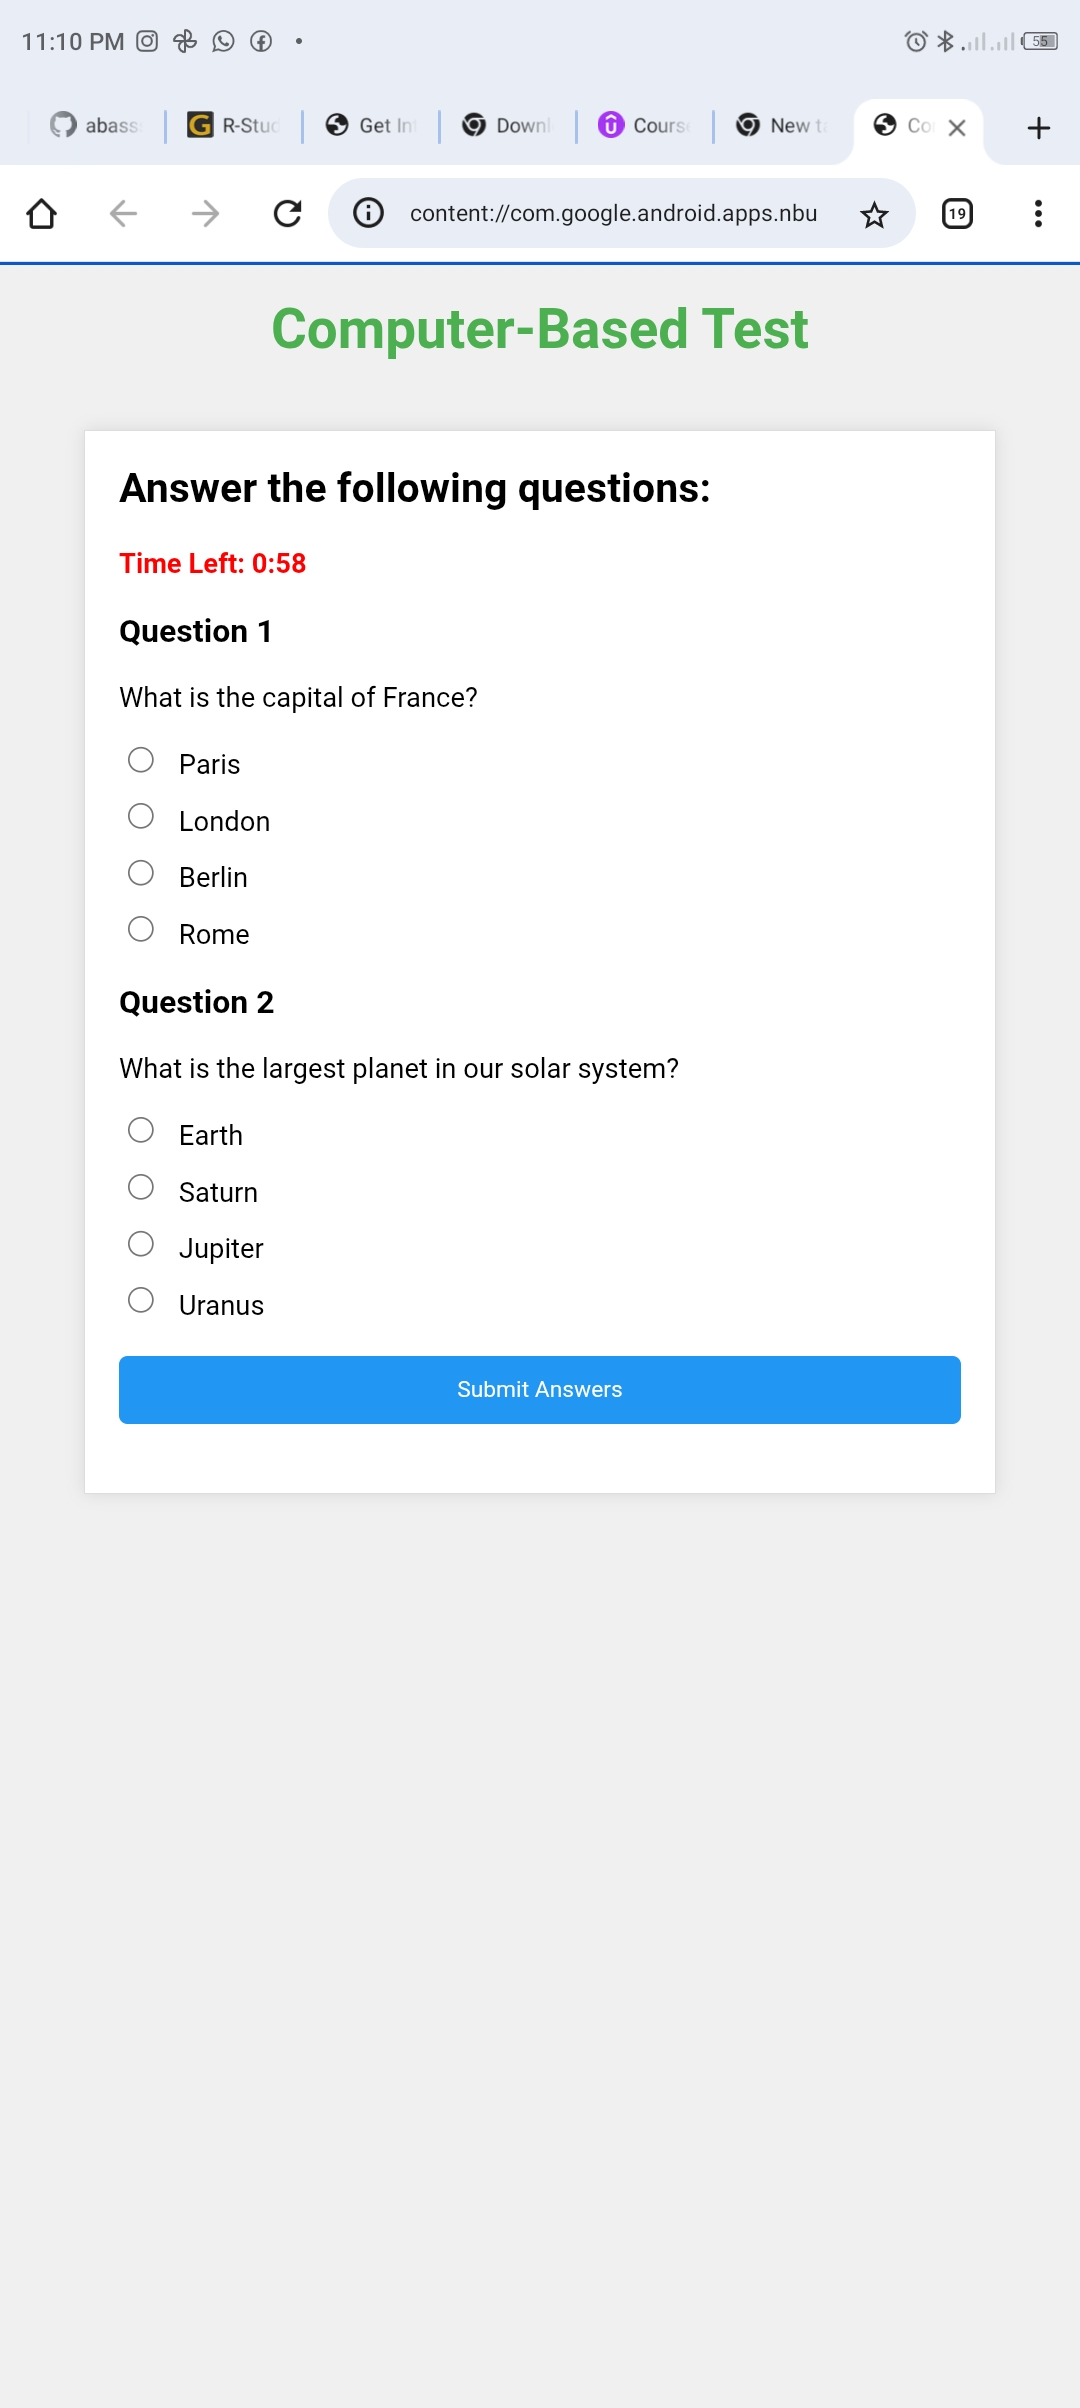 11:10 PM
55
abass
R-Stud
Get In
Downl
Cours
New t
Co
content://com.google.android.apps.nbu
19
Computer-Based Test
Answer the following questions:
Time Left: 0:58
Question 1
What is the capital of France?
Paris
London
Berlin
Rome
Question 2
What is the largest planet in our solar system?
Earth
Saturn
Jupiter
Uranus
Submit Answers